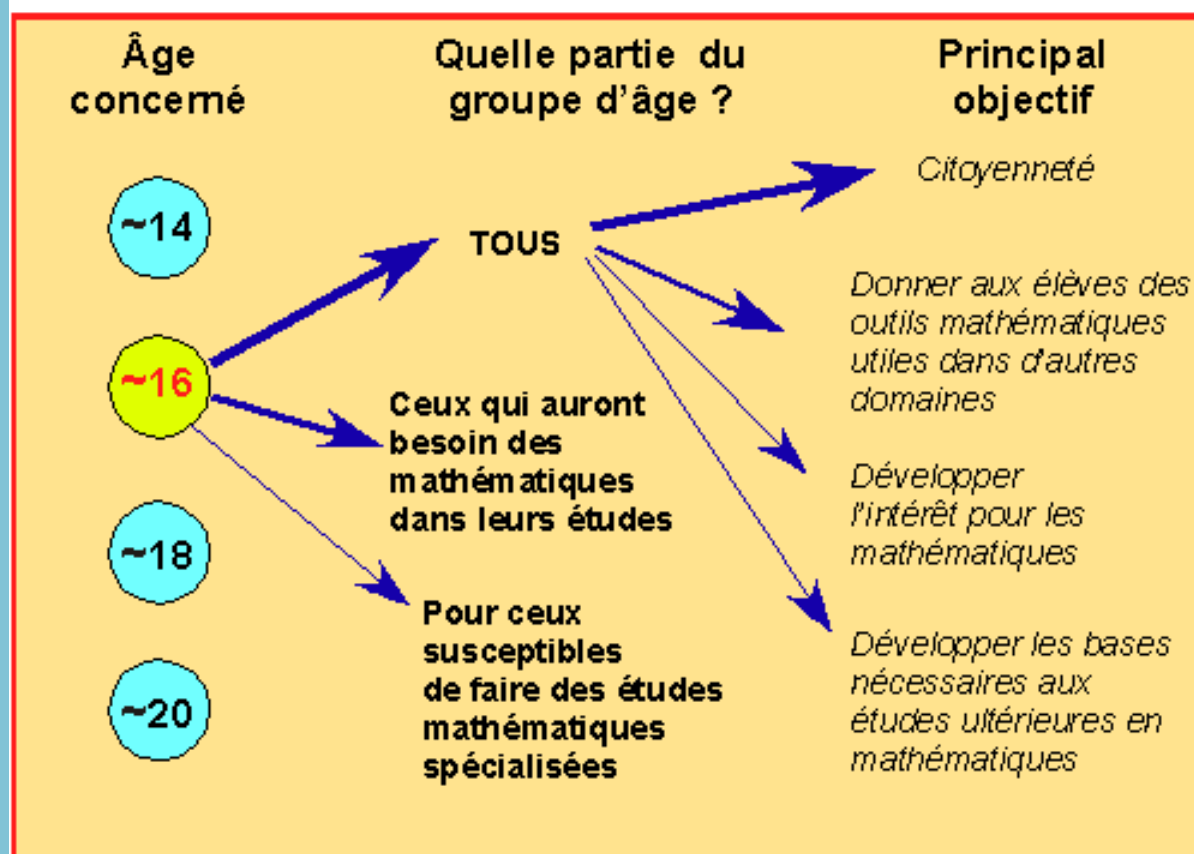 Âge
concerné
Quelle partie du
groupe d'âge ?
Principal
objectif
~14
~16
~18
~20
TOUS
Ceux qui auront
besoin des
mathématiques
dans leurs études
Pour ceux
susceptibles
de faire des études
mathématiques
spécialisées
Citoyenneté
Donner aux élèves des
outils mathématiques
utiles dans d'autres
domaines
Développer
l'intérêt pour les
mathématiques
Développer les bases
nécessaires aux
études ultérieures en
mathématiques